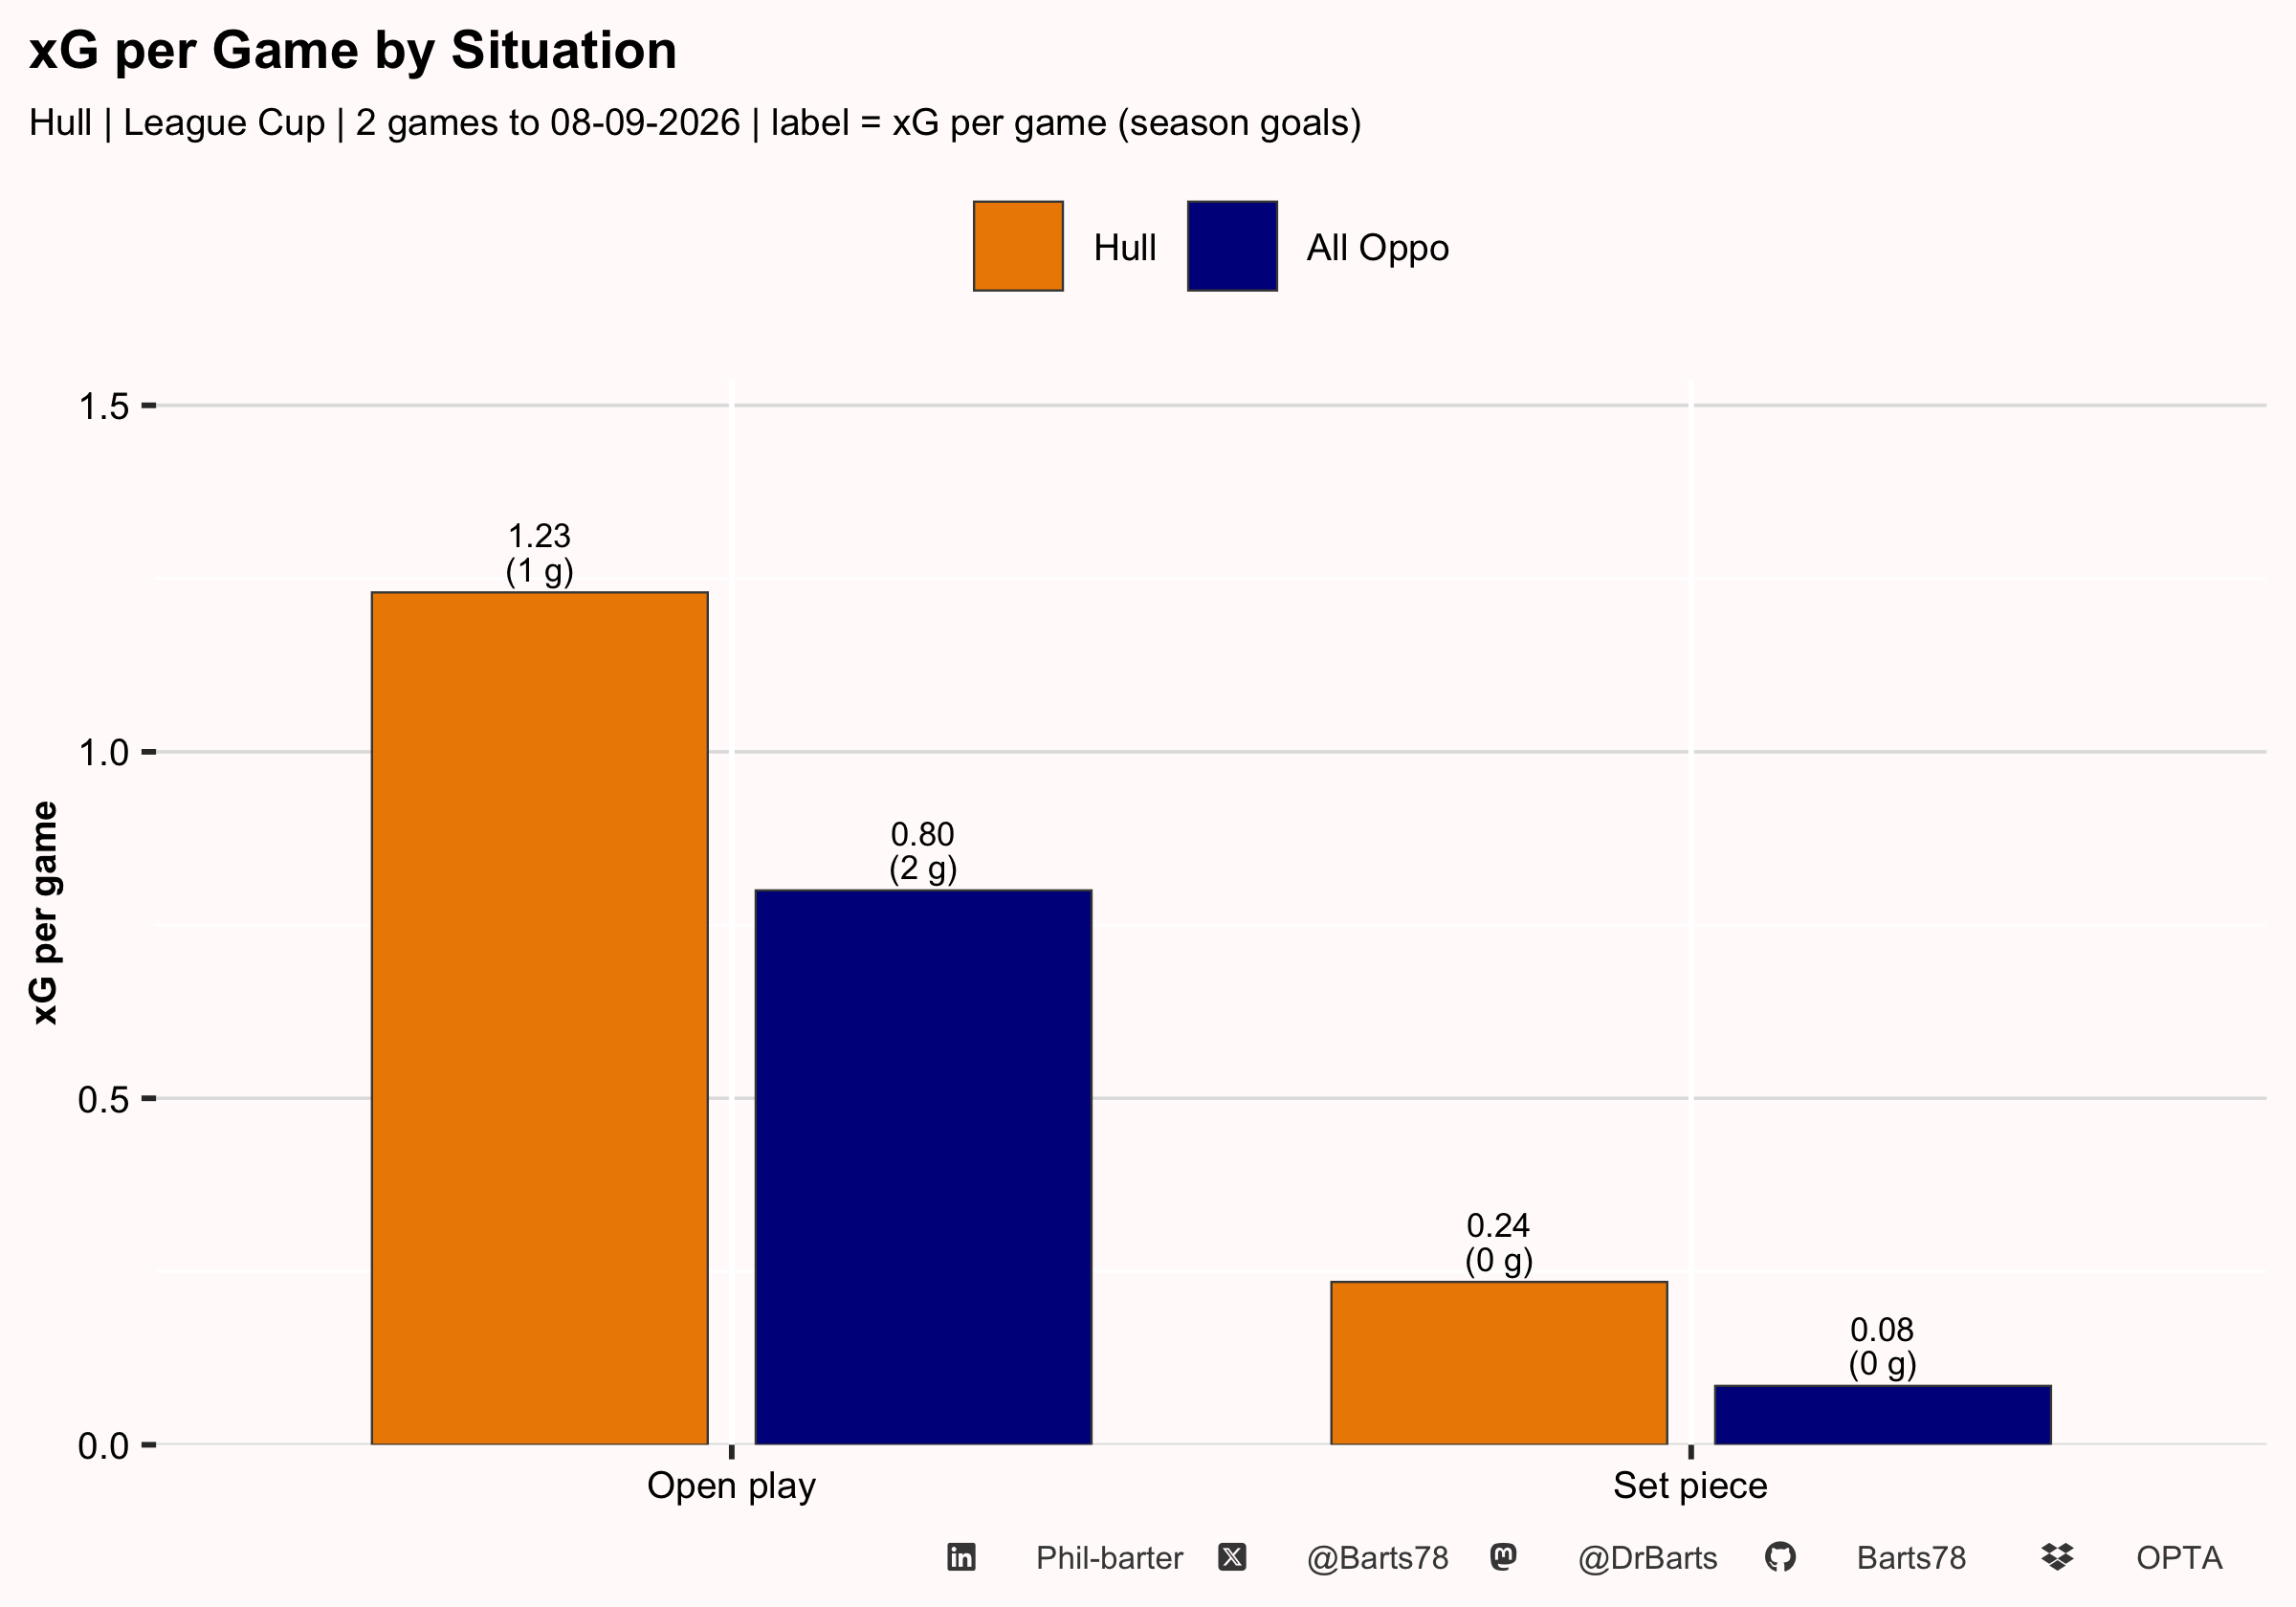 xG per Game by Situation
Hull | League Cup | 2 games to 08-09-2026 | label = xG per game (season goals)
Hull
All Oppo
xG per game
1.5
1.0
0.5
0.0
1.23
(1 g)
0.80
(2 g)
0.24
(0 g)
0.08
(0 g)
Open play
Set piece
Phil-barter @Barts78 @DrBarts Barts78 OPTA